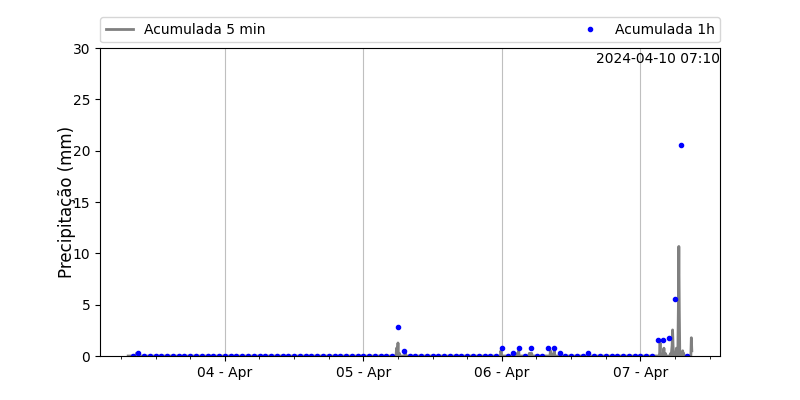 Acumulada 5 min
Acumulada 1h
2024-04-10 07:10
Precipitação (mm)
30
25
20
15
10
5
0
04 - Apr
05 - Apr
06 - Apr
07 - Apr